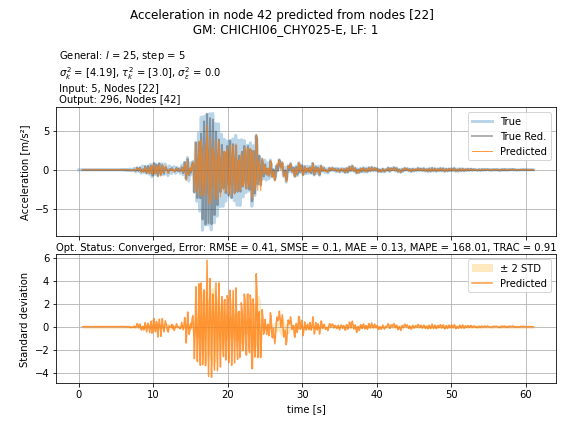 Acceleration in node 42 predicted from nodes [22]
GM: CHICHI06_CHY025-E, LF: 1
General: l = 25, step = 5
σ²ₖ = [4.19], τ²ₖ = [3.0], σ²ε = 0.0
Input: 5, Nodes [22]
Output: 296, Nodes [42]
True
True Red.
Predicted
Acceleration [m/s²]
5
0
−5
Opt. Status: Converged, Error: RMSE = 0.41, SMSE = 0.1, MAE = 0.13, MAPE = 168.01, TRAC = 0.91
± 2 STD
Predicted
Standard deviation
6
4
2
0
−2
−4
0 10 20 30 40 50 60
time [s]